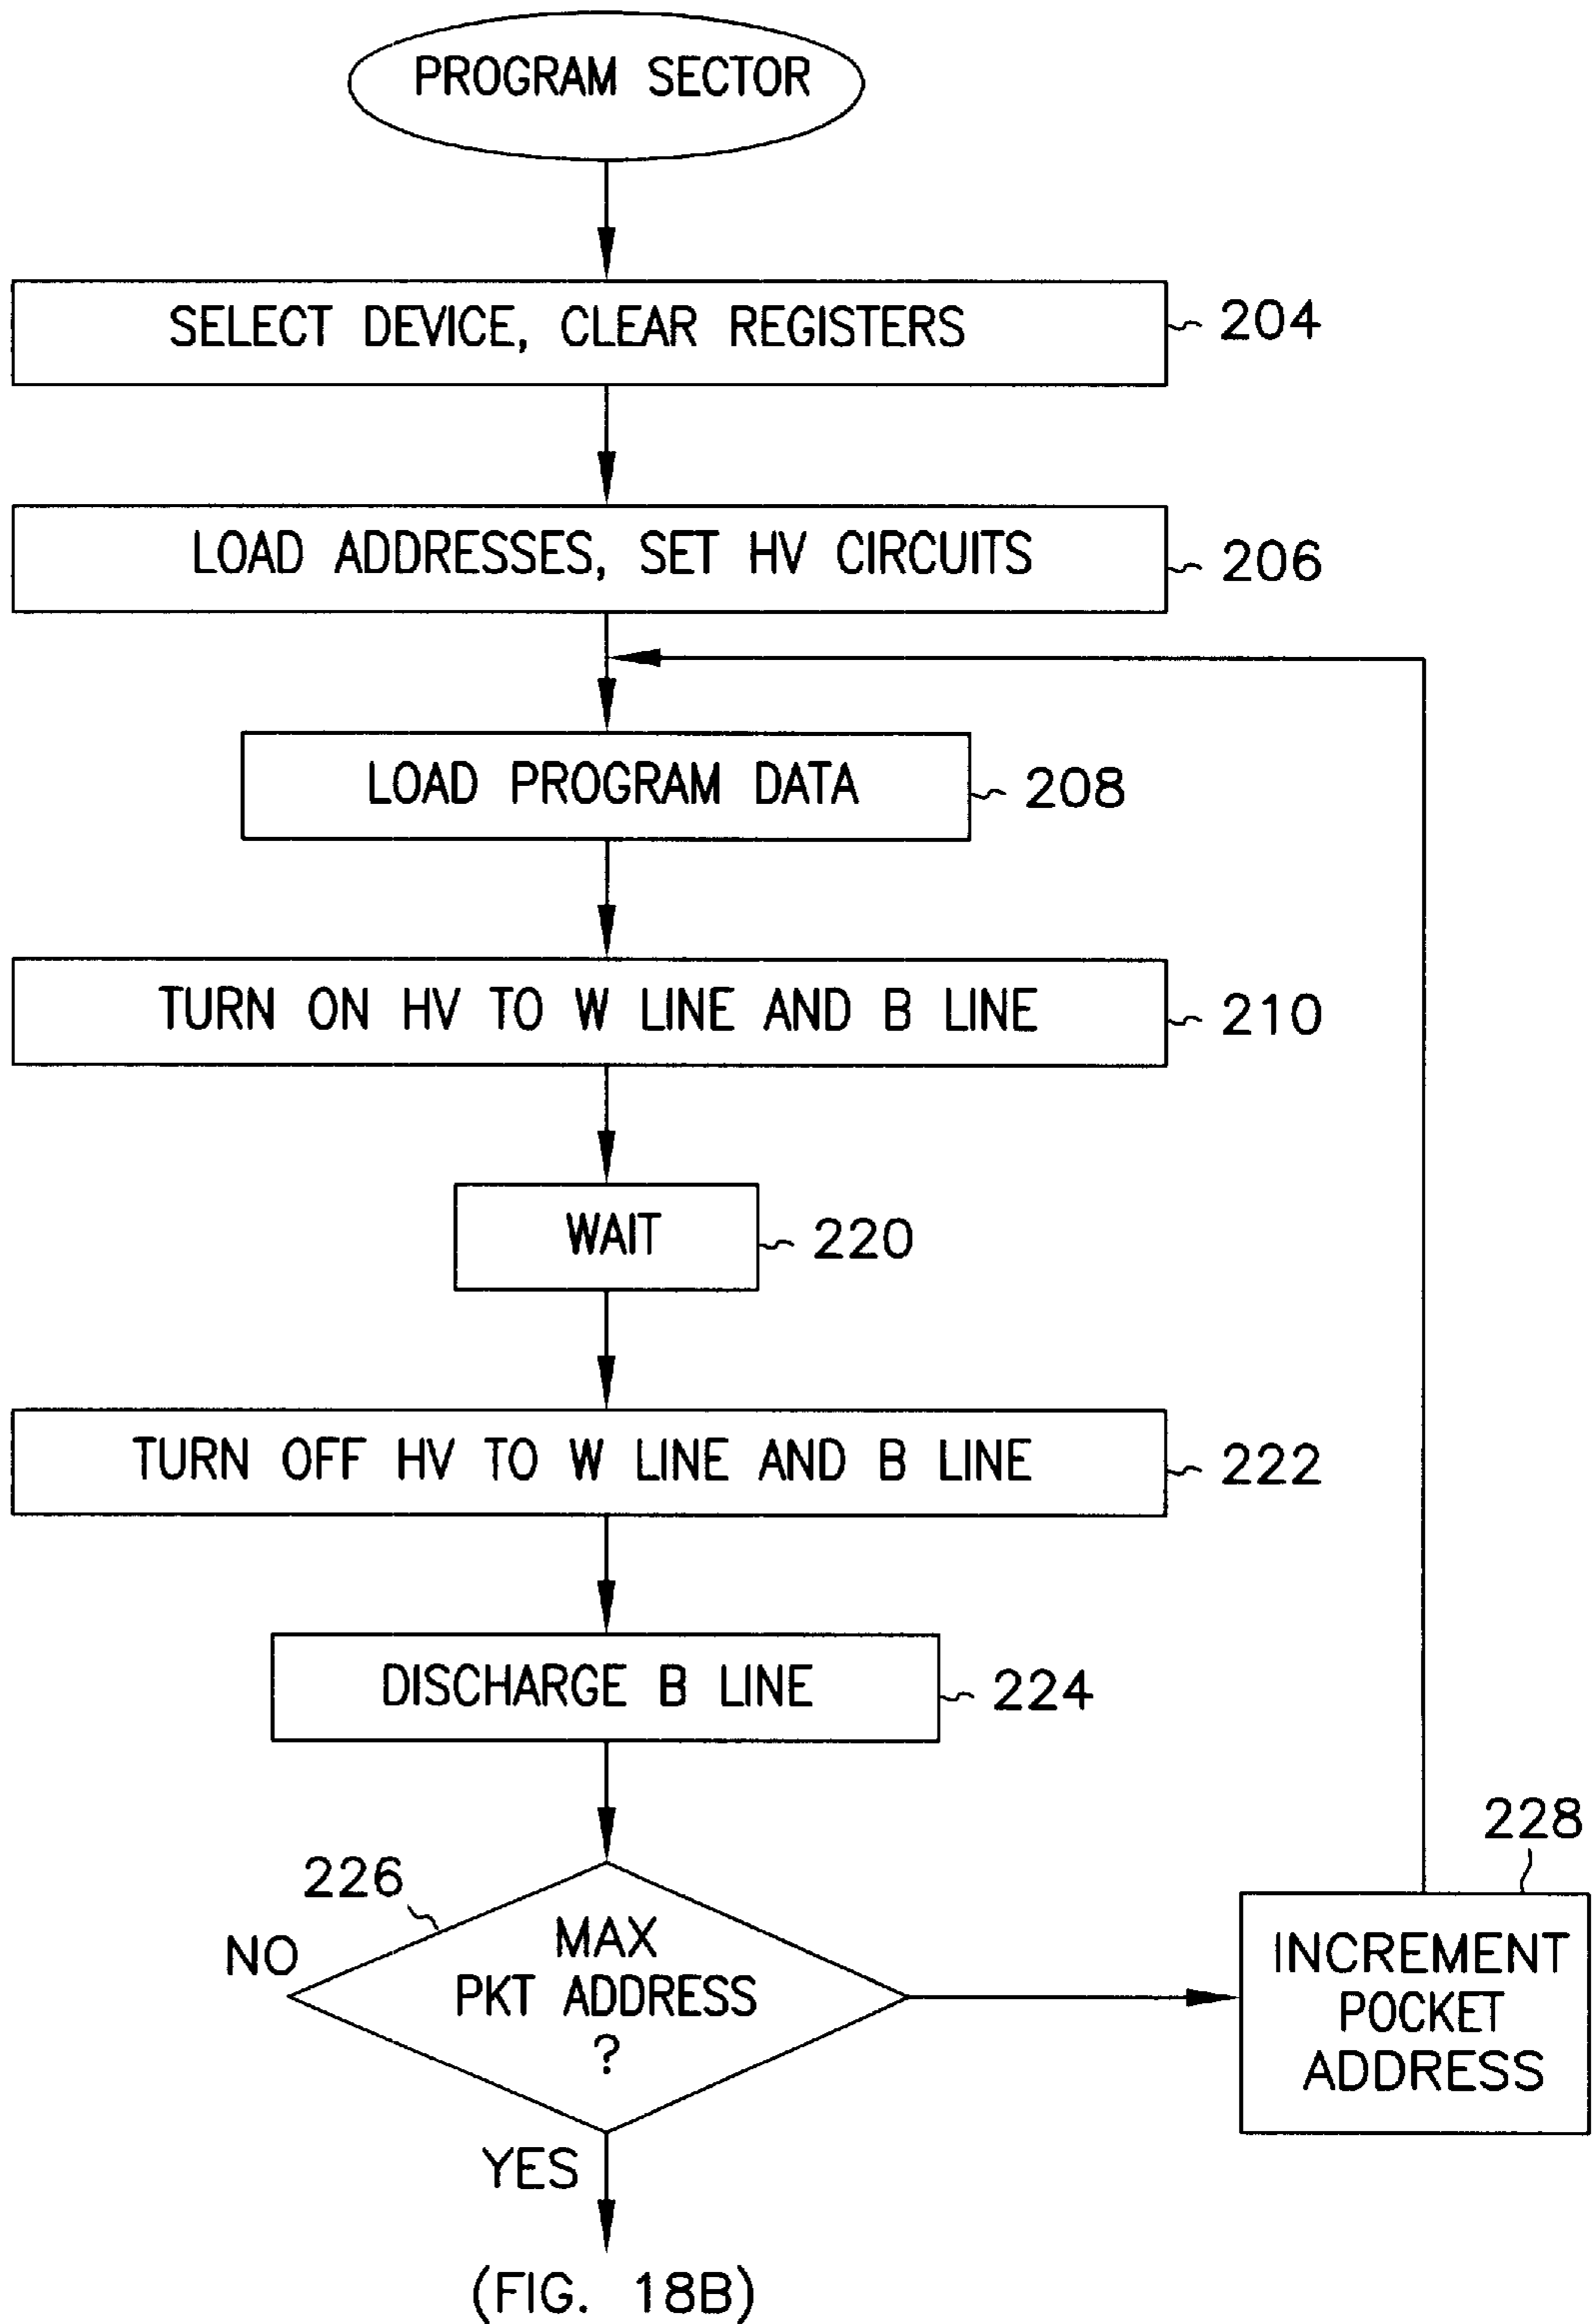 PROGRAM SECTOR
SELECT DEVICE, CLEAR REGISTERS
204
LOAD ADDRESSES, SET HV CIRCUITS
206
LOAD PROGRAM DATA
208
TURN ON HV TO W LINE AND B LINE
210
WAIT
220
TURN OFF HV TO W LINE AND B LINE
222
DISCHARGE B LINE
224
226
NO
MAX
PKT ADDRESS
?
228
INCREMENT
POCKET
ADDRESS
YES
(FIG. 18B)